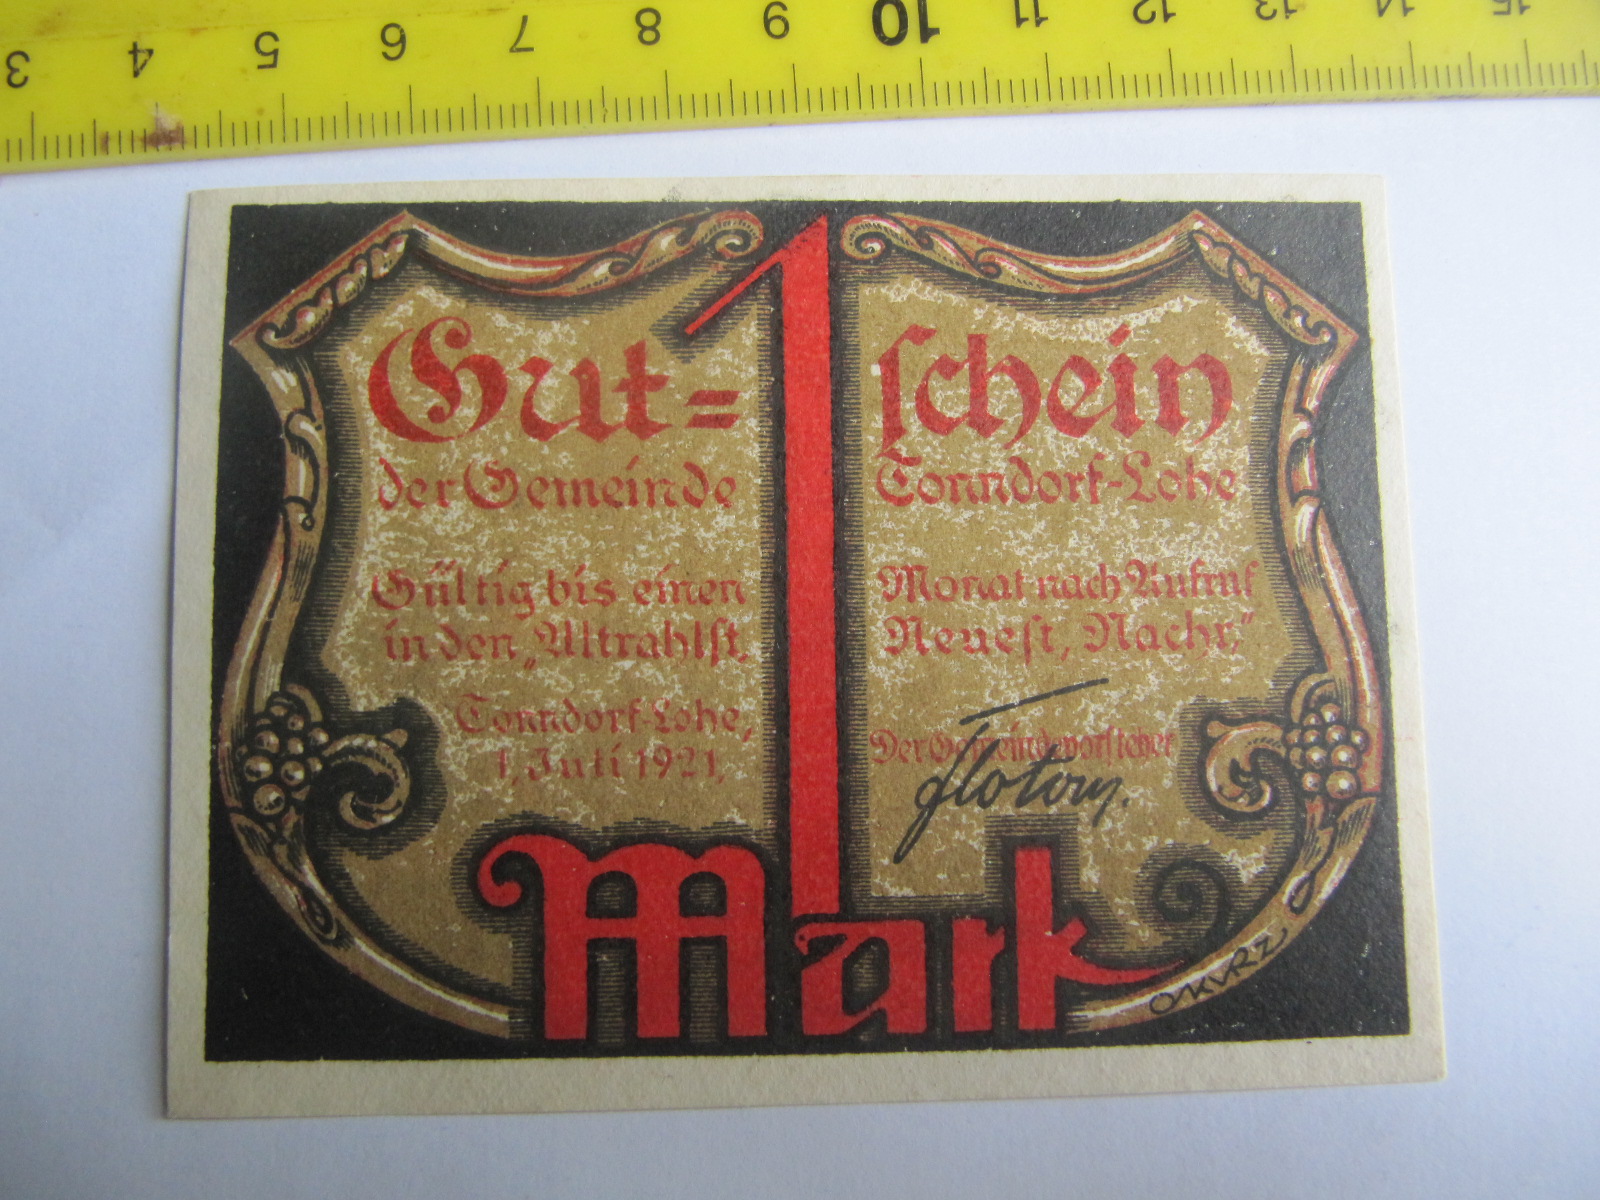 3 4 5 6 7 8 9 10 11 12 13 14 15
1
Gut= schein
der Gemeinde Tonndorf-Lohe
Gültig bis einen Monat nach Aufruf
in den „Altrahlst. Neuest. Nachr."
Tonndorf-Lohe,
1. Juli 1921.
Der Gemeindevorsteher
Mark
O.KURZ